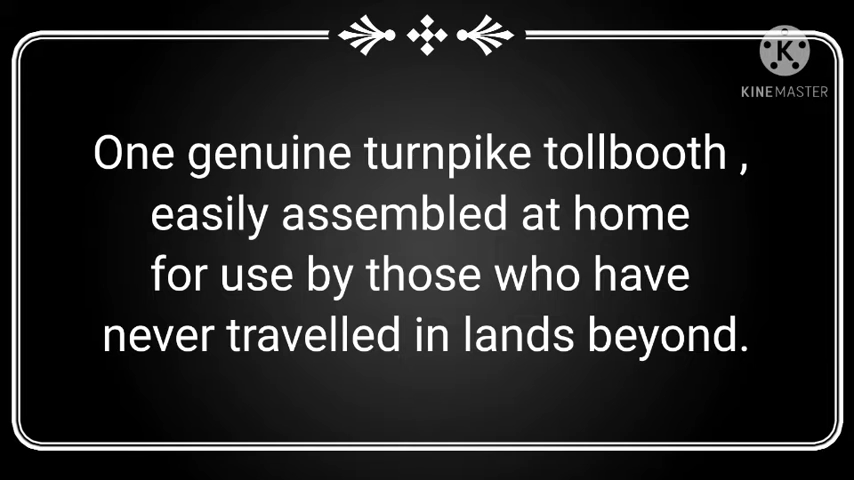 K
KINEMASTER
One genuine turnpike tollbooth ,
easily assembled at home
for use by those who have
never travelled in lands beyond.